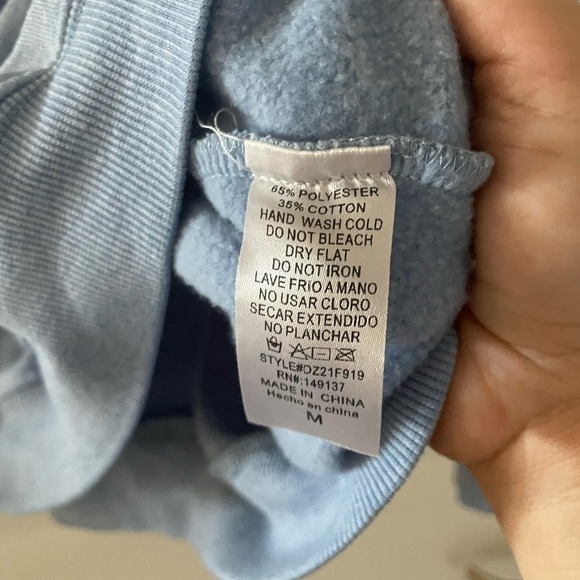 65% POLYESTER
35% COTTON
HAND WASH COLD
DO NOT BLEACH
DRY FLAT
DO NOT IRON
LAVE FRIO A MANO
NO USAR CLORO
SECAR EXTENDIDO
NO PLANCHAR
STYLE#DZ21F919
RN#:149137
MADE IN CHINA
Hecho en china
M